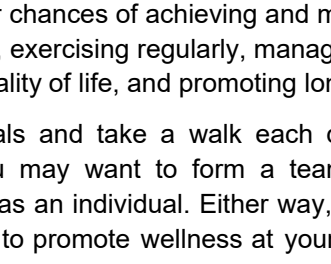 chances of achieving and
exercising regularly,
of life, and promoting
and take a walk each
may want to form a
as an individual. Either way,
to promote wellness at